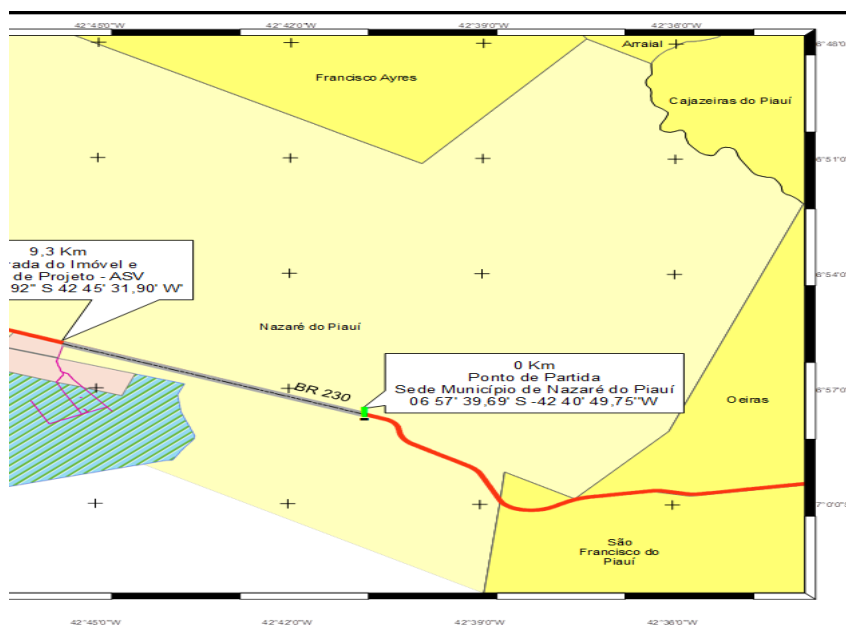 42°45'0"W 42°42'0"W 42°39'0"W 42°36'0"W
Arraial
6°48'0
Francisco Ayres
Cajazeiras do Piauí
6°51'0
9,3 Km
rada do Imóvel e
de Projeto - ASV
92" S 42 45' 31,90' W'
6°54'0
Nazaré do Piauí
0 Km
Ponto de Partida
Sede Município de Nazaré do Piauí
06 57' 39,69' S -42 40' 49,75"W
BR 230
6°57'0
Oeiras
7°0'0"
São
Francisco do
Piauí
42°45'0"W 42°42'0"W 42°39'0"W 42°36'0"W